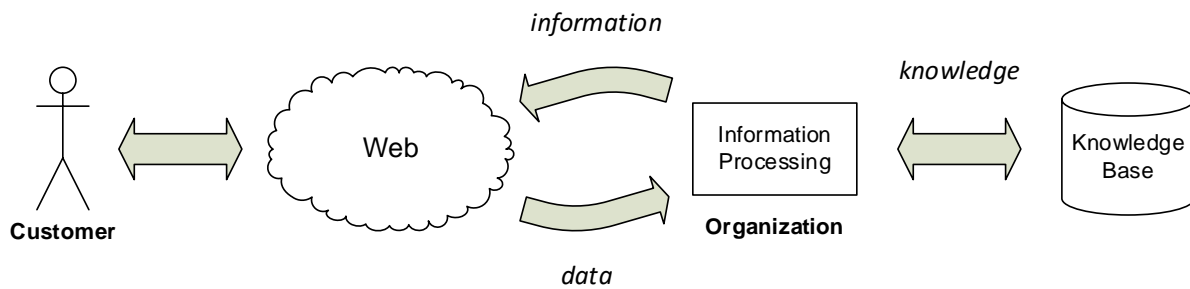 information
knowledge
Web
Information
Processing
Knowledge
Base
Customer
Organization
data